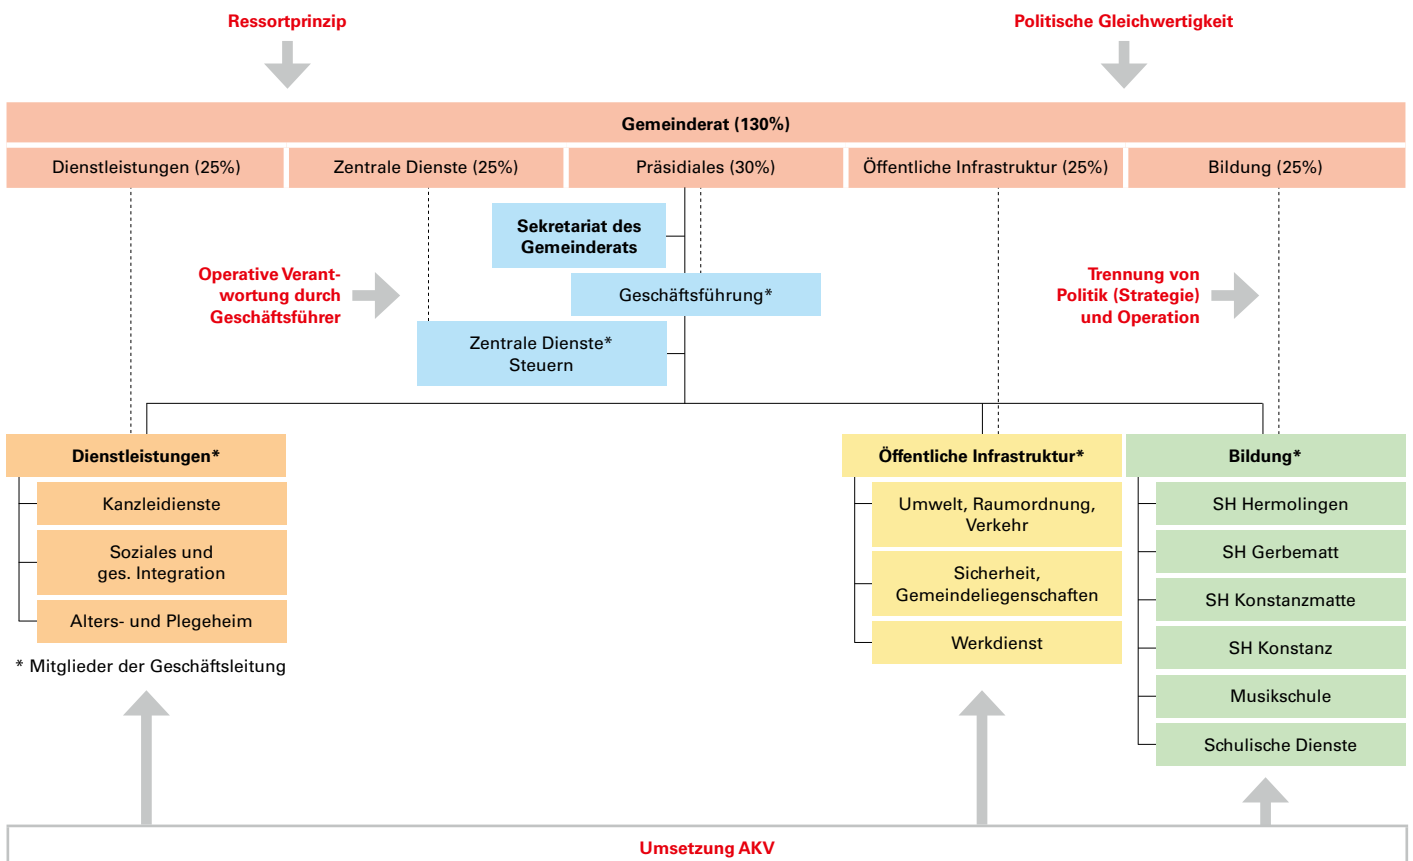 Ressortprinzip
Politische Gleichwertigkeit
Gemeinderat (130%)
Dienstleistungen (25%)
Zentrale Dienste (25%)
Präsidiales (30%)
Öffentliche Infrastruktur (25%)
Bildung (25%)
Sekretariat des
Gemeinderats
Operative Verant-
wortung durch
Geschäftsführer
Geschäftsführung*
Trennung von
Politik (Strategie)
und Operation
Zentrale Dienste*
Steuern
Dienstleistungen*
Kanzleidienste
Soziales und
ges. Integration
Alters- und Plegeheim
* Mitglieder der Geschäftsleitung
Öffentliche Infrastruktur*
Umwelt, Raumordnung,
Verkehr
Sicherheit,
Gemeindeliegenschaften
Werkdienst
Bildung*
SH Hermolingen
SH Gerbematt
SH Konstanzmatte
SH Konstanz
Musikschule
Schulische Dienste
Umsetzung AKV